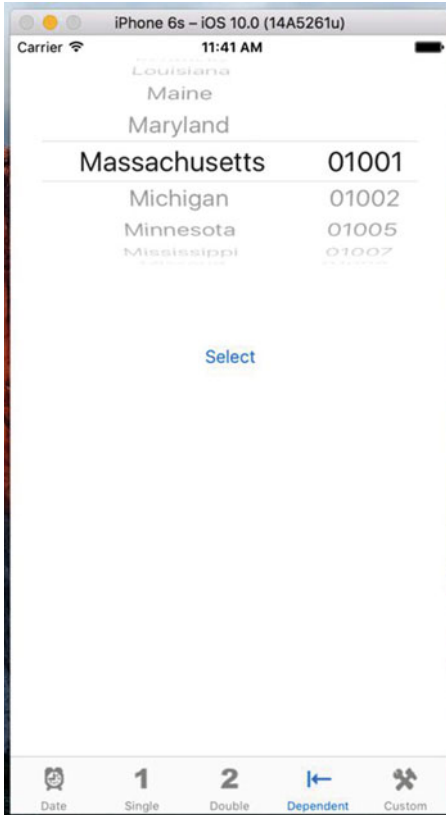 iPhone 6s – iOS 10.0 (14A5261u)
Carrier 11:41 AM
Louisiana
Maine
Maryland
Massachusetts 01001
Michigan 01002
Minnesota 01005
Mississippi 01007
Select
1 2
Date Single Double Dependent Custom